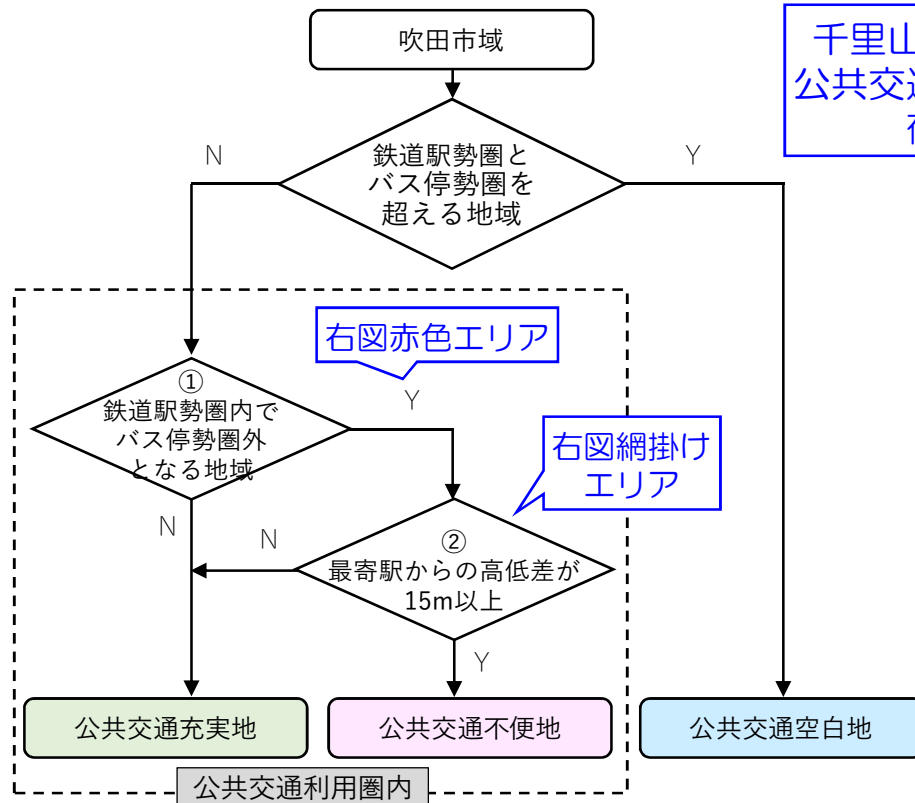 吹田市域
千里山
公共交通
鉄道駅勢圏と
バス停勢圏を
超える地域
N
Y
右図赤色エリア
①
鉄道駅勢圏内で
バス停勢圏外
となる地域
Y
右図網掛け
エリア
N
N
②
最寄駅からの高低差が
15m以上
Y
公共交通充実地
公共交通不便地
公共交通空白地
公共交通利用圏内